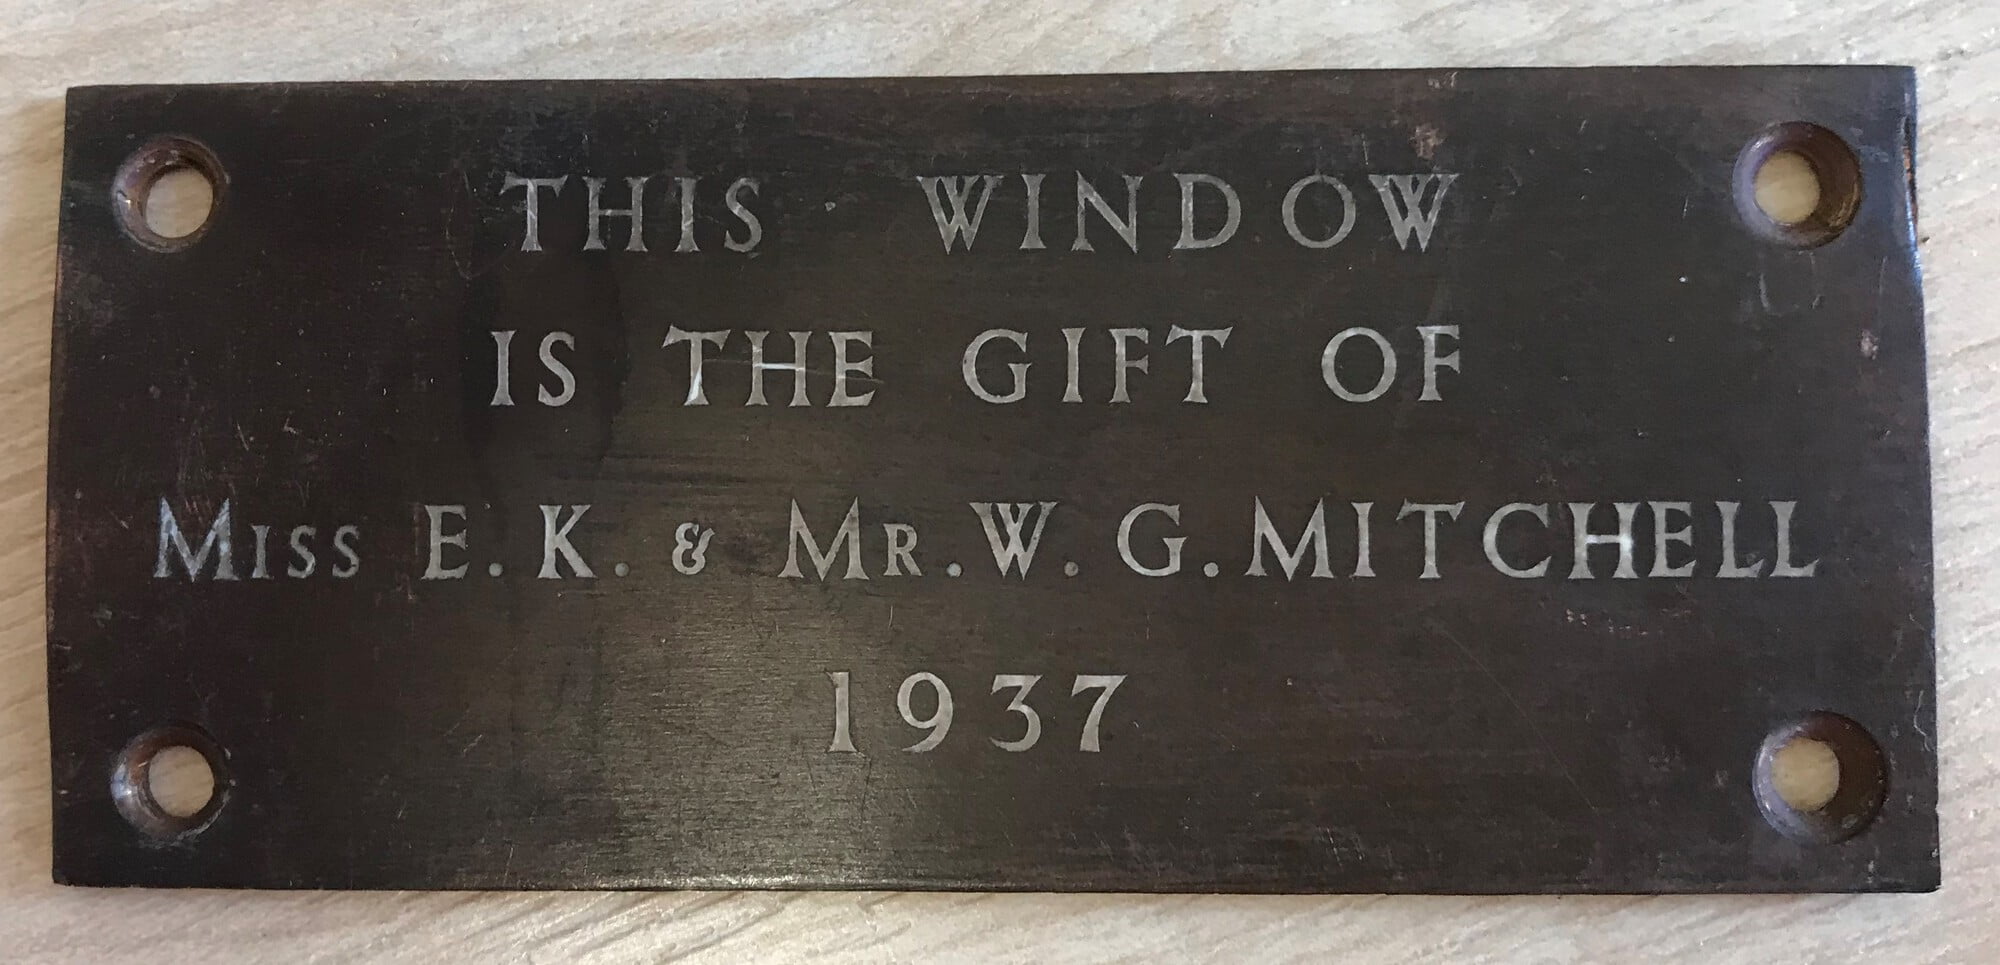 THIS WINDOW
IS THE GIFT OF
MISS E. K. & MR. W. G. MITCHELL
1937